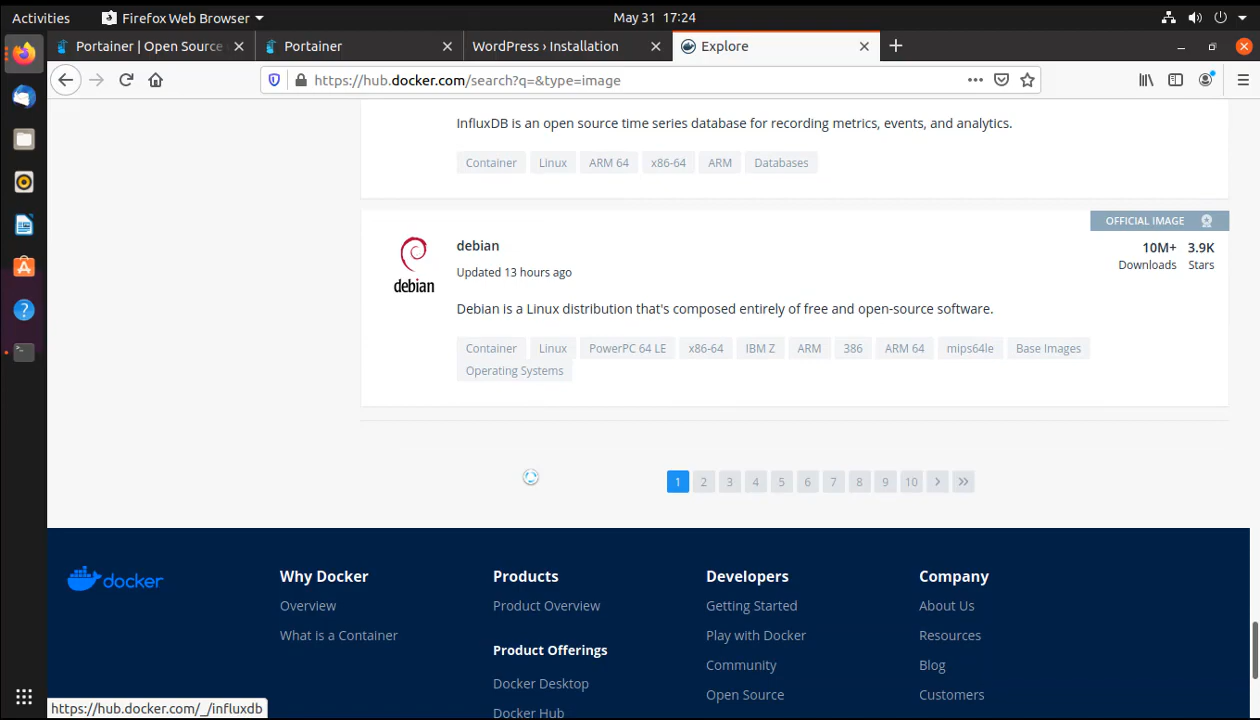 Activities
Firefox Web Browser
May 31 17:24
Portainer | Open Source
Portainer
WordPress › Installation
Explore
https://hub.docker.com/search?q=&type=image
InfluxDB is an open source time series database for recording metrics, events, and analytics.
Container Linux ARM 64 x86-64 ARM Databases
OFFICIAL IMAGE
debian
debian
10M+ 3.9K
Updated 13 hours ago
Downloads Stars
Debian is a Linux distribution that's composed entirely of free and open-source software.
Container Linux PowerPC 64 LE x86-64 IBM Z ARM 386 ARM 64 mips64le Base Images
Operating Systems
1 2 3 4 5 6 7 8 9 10 › »
docker
Why Docker
Overview
What is a Container
Products
Product Overview
Product Offerings
Docker Desktop
Docker Hub
Developers
Getting Started
Play with Docker
Community
Open Source
Company
About Us
Resources
Blog
Customers
https://hub.docker.com/_/influxdb